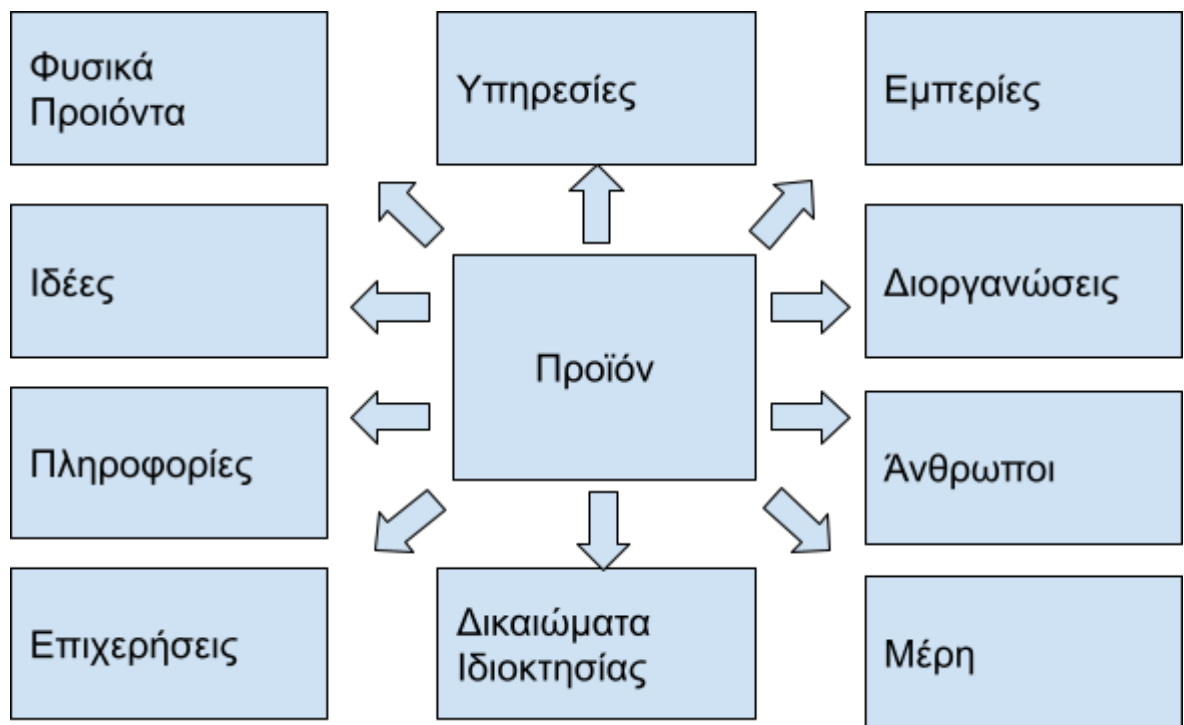 Φυσικά
Προιόντα
Υπηρεσίες
Εμπερίες
Ιδέες
Προϊόν
Διοργανώσεις
Πληροφορίες
Άνθρωποι
Επιχερήσεις
Δικαιώματα
Ιδιοκτησίας
Μέρη